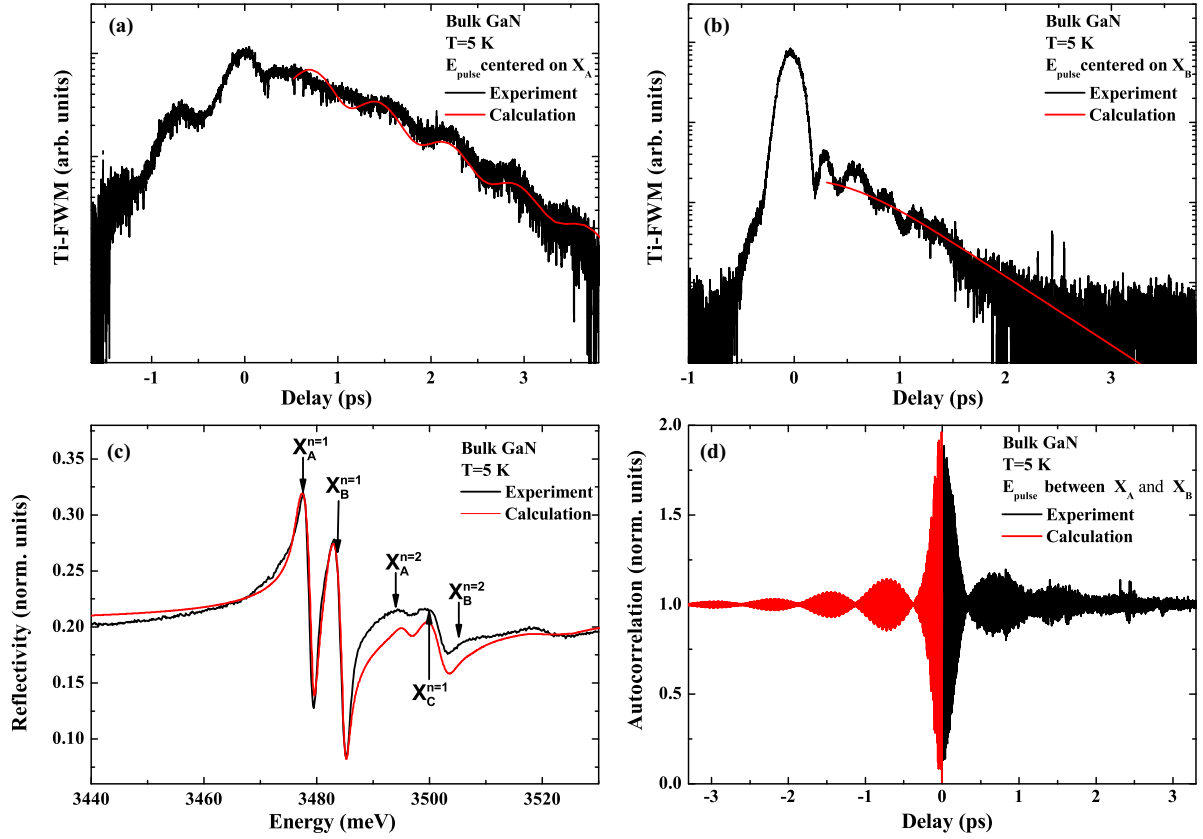 (a)
Bulk GaN
T=5 K
E_pulse centered on X_A
Experiment
Calculation
Ti-FWM (arb. units)
-1 0 1 2 3
Delay (ps)
(b)
Bulk GaN
T=5 K
E_pulse centered on X_B
Experiment
Calculation
Ti-FWM (arb. units)
-1 0 1 2 3
Delay (ps)
(c)
X_A^n=1
X_B^n=1
X_A^n=2
X_B^n=2
X_C^n=1
Bulk GaN
T=5 K
Experiment
Calculation
Reflectivity (norm. units)
0.35
0.30
0.25
0.20
0.15
0.10
3440 3460 3480 3500 3520
Energy (meV)
(d)
Bulk GaN
T=5 K
E_pulse between X_A and X_B
Experiment
Calculation
Autocorrelation (norm. units)
2.0
1.5
1.0
0.5
0.0
-3 -2 -1 0 1 2 3
Delay (ps)